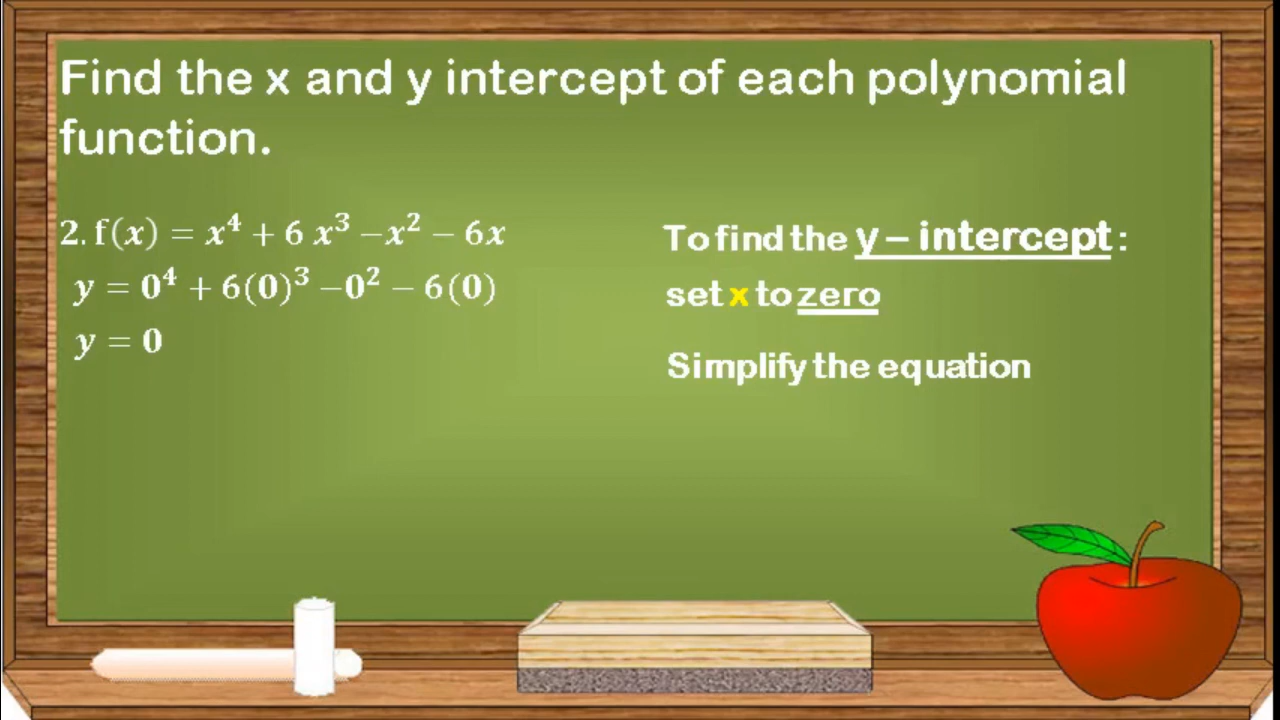 Find the x and y intercept of each polynomial
function.
2. f(x) = x⁴ + 6 x³ −x² − 6x
y = 0⁴ + 6(0)³ −0² − 6(0)
y = 0
To find the y – intercept :
set x to zero
Simplify the equation